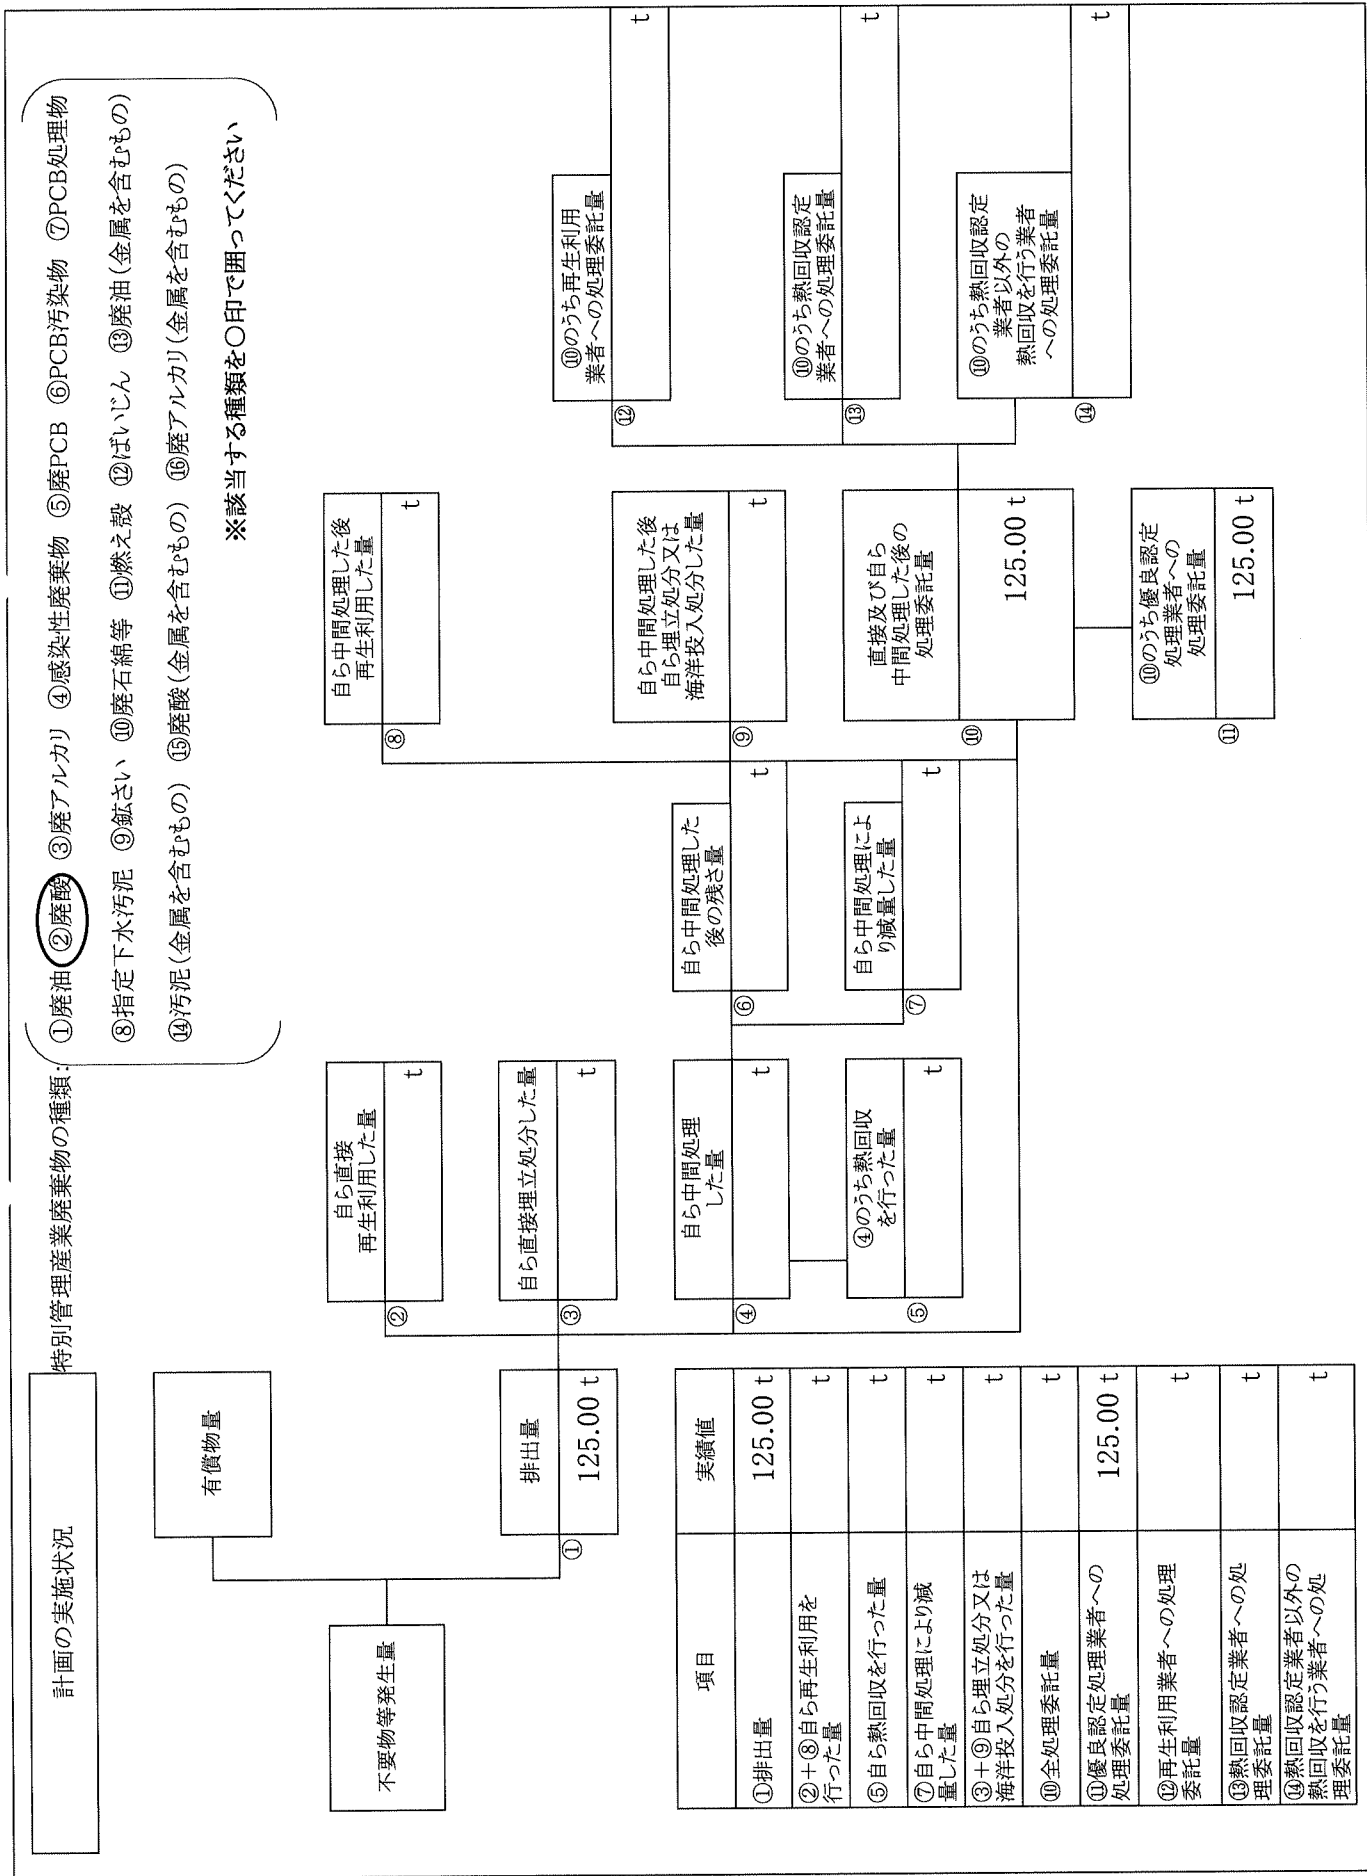 計画の実施状況
特別管理産業廃棄物の種類:
①廃油 ②廃酸 ③廃アルカリ ④感染性廃棄物 ⑤廃PCB ⑥PCB汚染物 ⑦PCB処理物
⑧指定下水汚泥 ⑨鉱さい ⑩廃石綿等 ⑪燃え殻 ⑫ばいじん ⑬廃油(金属を含むもの)
⑭汚泥(金属を含むもの) ⑮廃酸(金属を含むもの) ⑯廃アルカリ(金属を含むもの)
※該当する種類を〇印で囲ってください
有償物量
不要物等発生量
排出量
① 125.00 t
自ら直接
再生利用した量
② t
自ら直接埋立処分した量
③ t
自ら中間処理
した量
④ t
④のうち熱回収
を行った量
⑤ t
自ら中間処理した
後の残さ量
⑥ t
自ら中間処理によ
り減量した量
⑦ t
自ら中間処理した後
再生利用した量
⑧ t
自ら中間処理した後
自ら埋立処分又は
海洋投入処分した量
⑨ t
直接及び自ら
中間処理した後の
処理委託量
⑩ 125.00 t
⑩のうち優良認定
処理業者への
処理委託量
⑪ 125.00 t
⑩のうち再生利用
業者への処理委託量
⑫ t
⑩のうち熱回収認定
業者への処理委託量
⑬ t
⑩のうち熱回収認定
業者以外の
熱回収を行う業者
への処理委託量
⑭ t
項目 実績値
①排出量 125.00 t
②+⑧自ら再生利用を
行った量 t
⑤自ら熱回収を行った量 t
⑦自ら中間処理により減
量した量 t
③+⑨自ら埋立処分又は
海洋投入処分を行った量 t
⑩全処理委託量 t
⑪優良認定処理業者への
処理委託量 125.00 t
⑫再生利用業者への処理
委託量 t
⑬熱回収認定業者への処
理委託量 t
⑭熱回収認定業者以外の
熱回収を行う業者への処
理委託量 t